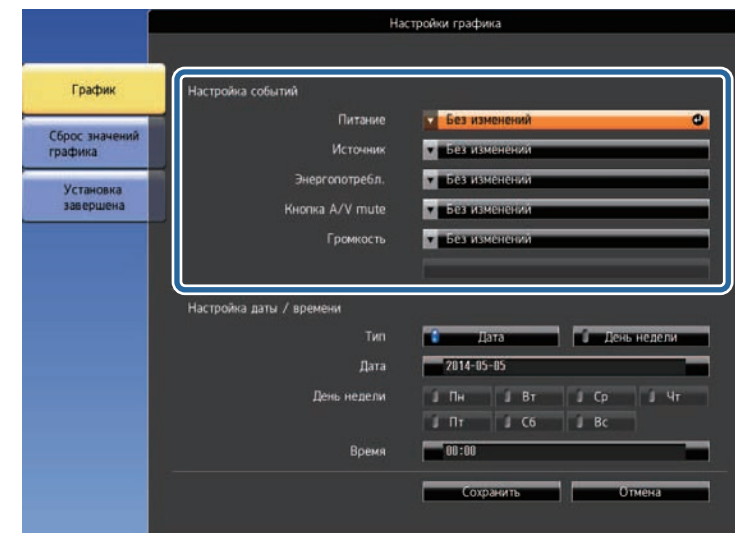 Настройки графика
График
Сброс значений
графика
Установка
завершена
Настройка событий
Питание Без изменений
Источник Без изменений
Энергопотребл. Без изменений
Кнопка A/V mute Без изменений
Громкость Без изменений
Настройка даты / времени
Тип Дата День недели
Дата 2014-05-05
День недели Пн Вт Ср Чт
Пт Сб Вс
Время 00:00
Сохранить Отмена